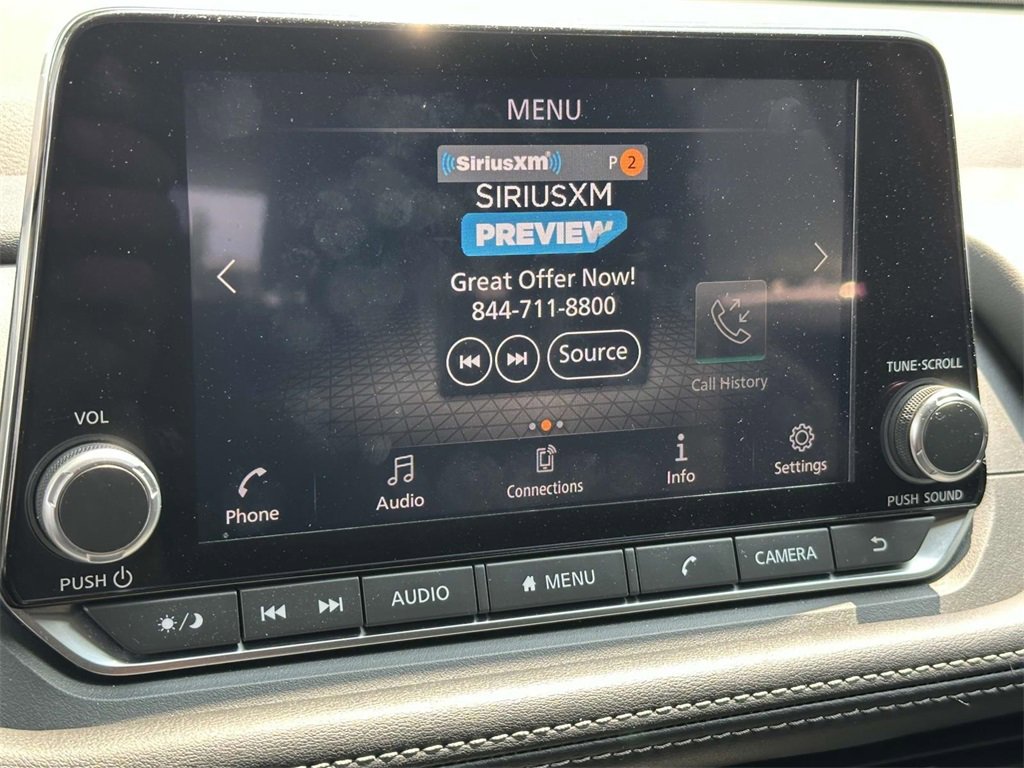 MENU
SiriusXM P 2
SIRIUSXM
PREVIEW
Great Offer Now!
844-711-8800
Source
Call History
TUNE·SCROLL
VOL
Phone
Audio
Connections
Info
Settings
PUSH SOUND
PUSH
AUDIO
MENU
CAMERA